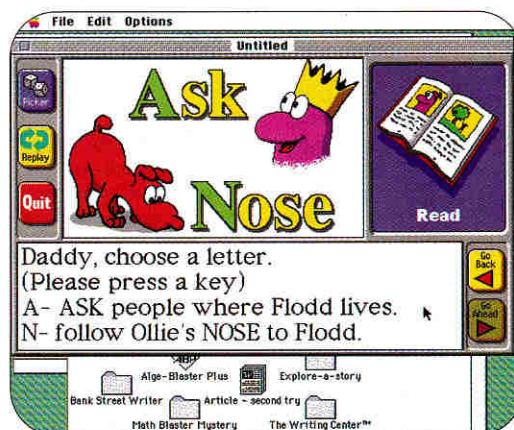 File Edit Options
Untitled
Picker
Replay
Quit
Ask
Nose
Read
Daddy, choose a letter.
(Please press a key)
A- ASK people where Flodd lives.
N- follow Ollie's NOSE to Flodd.
Go
Back
Go
Ahead
Alge-Blaster Plus
Explore-a-story
Bank Street Writer
Article - second try
Math Blaster Mystery
The Writing Center™